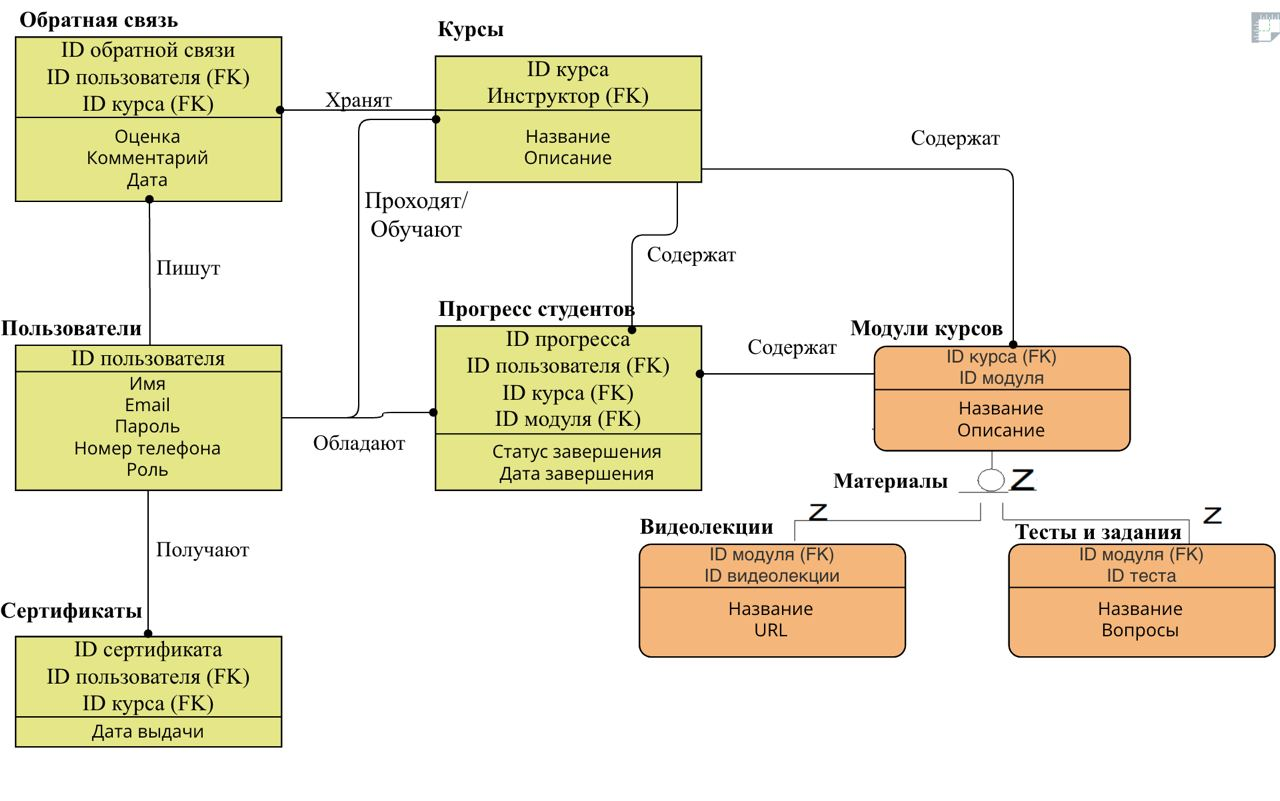 Обратная связь
ID обратной связи
ID пользователя (FK)
ID курса (FK)
Оценка
Комментарий
Дата
Курсы
ID курса
Инструктор (FK)
Название
Описание
Хранят
Проходят/
Обучают
Содержат
Содержат
Пишут
Пользователи
ID пользователя
Имя
Email
Пароль
Номер телефона
Роль
Обладают
Прогресс студентов
ID прогресса
ID пользователя (FK)
ID курса (FK)
ID модуля (FK)
Статус завершения
Дата завершения
Содержат
Модули курсов
ID курса (FK)
ID модуля
Название
Описание
Материалы
Z
Z
Z
Видеолекции
ID модуля (FK)
ID видеолекции
Название
URL
Тесты и задания
ID модуля (FK)
ID теста
Название
Вопросы
Получают
Сертификаты
ID сертификата
ID пользователя (FK)
ID курса (FK)
Дата выдачи